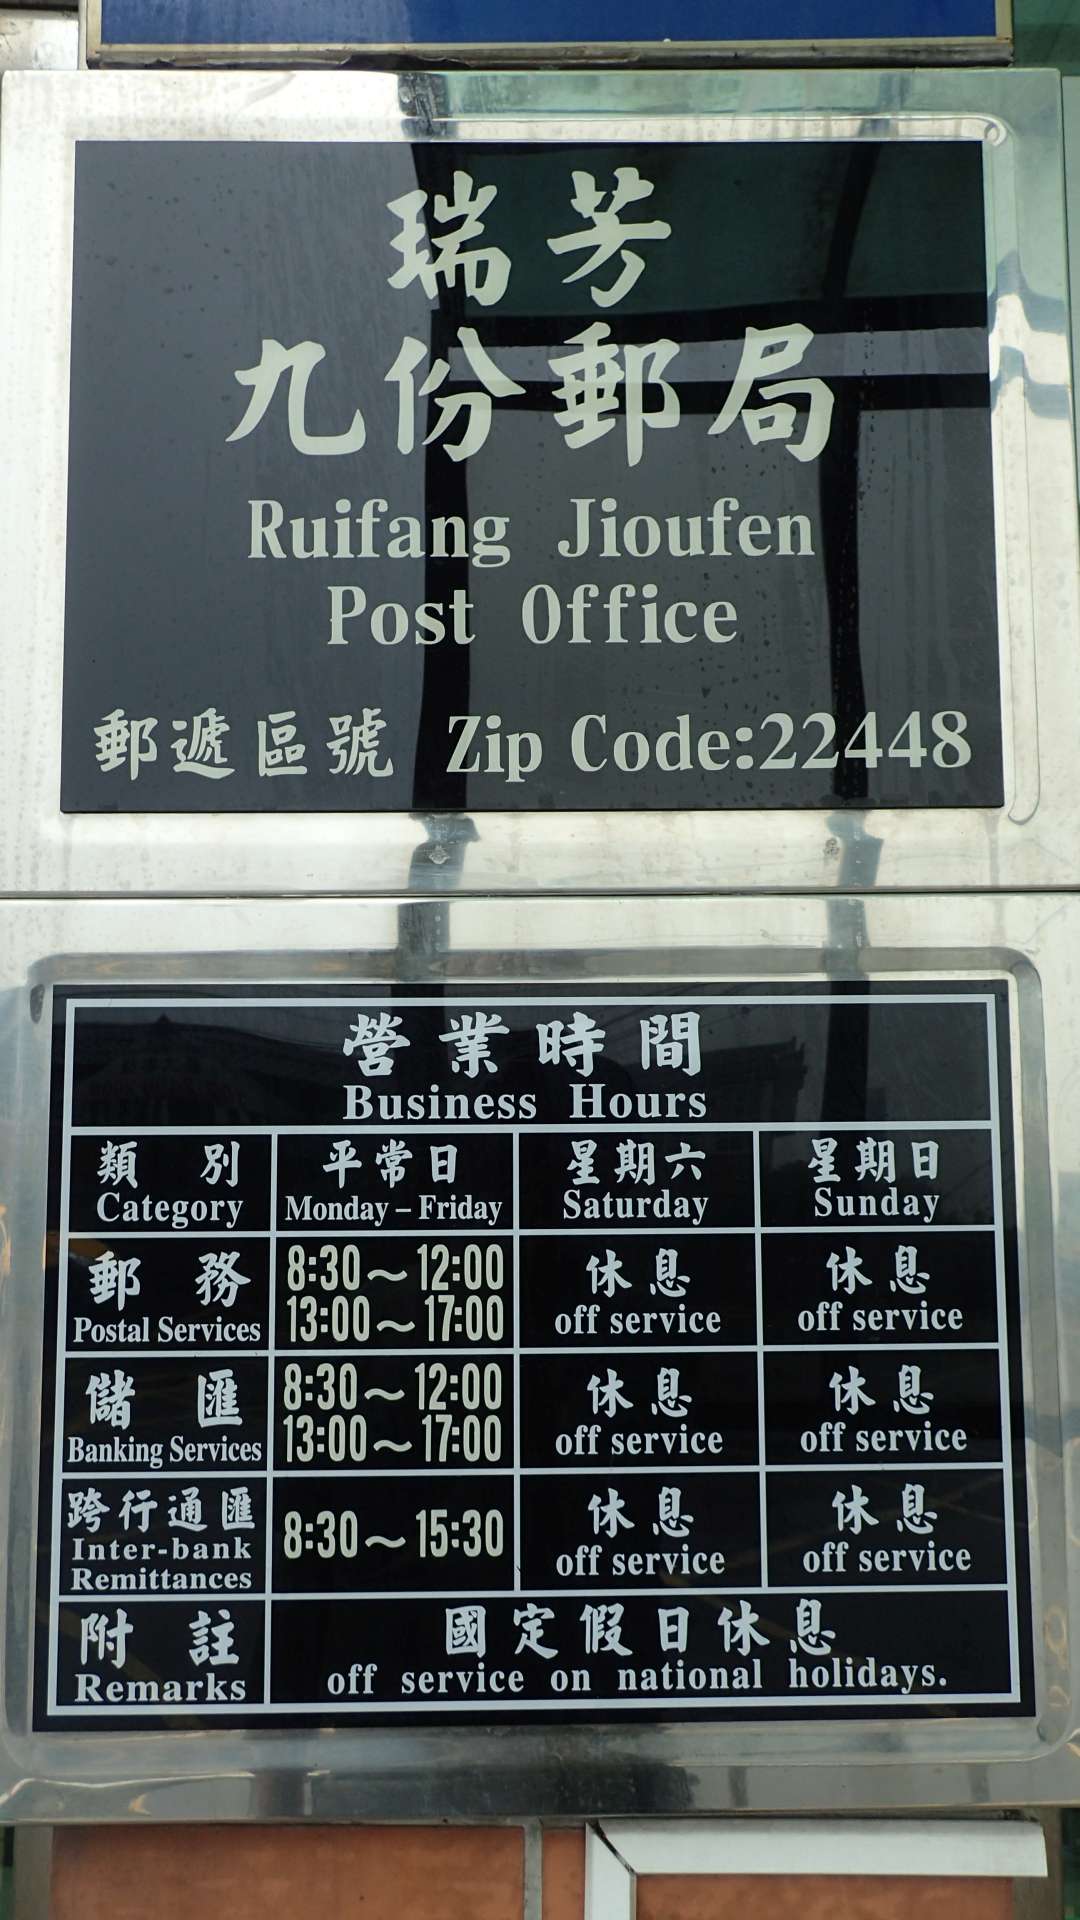 瑞芳
九份郵局
Ruifang Jioufen
Post Office
郵遞區號 Zip Code:22448
營業時間
Business Hours
類別 平常日 星期六 星期日
Category Monday – Friday Saturday Sunday
郵務 8:30～12:00 休息 休息
Postal Services 13:00～17:00 off service off service
儲匯 8:30～12:00 休息 休息
Banking Services 13:00～17:00 off service off service
跨行通匯 8:30～15:30 休息 休息
Inter-bank off service off service
Remittances
附註 國定假日休息
Remarks off service on national holidays.